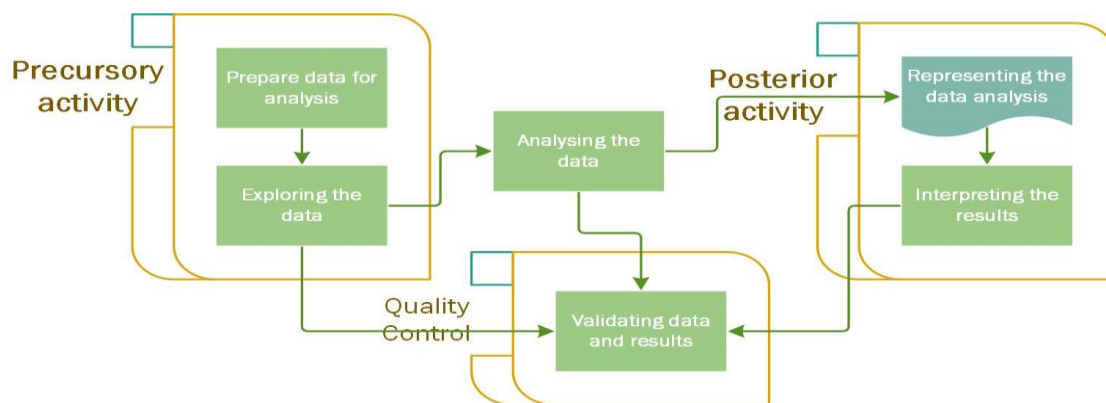 Precursory
activity
Prepare data for
analysis
Exploring the
data
Analysing the
data
Posterior
activity
Representing the
data analysis
Interpreting the
results
Quality
Control
Validating data
and results